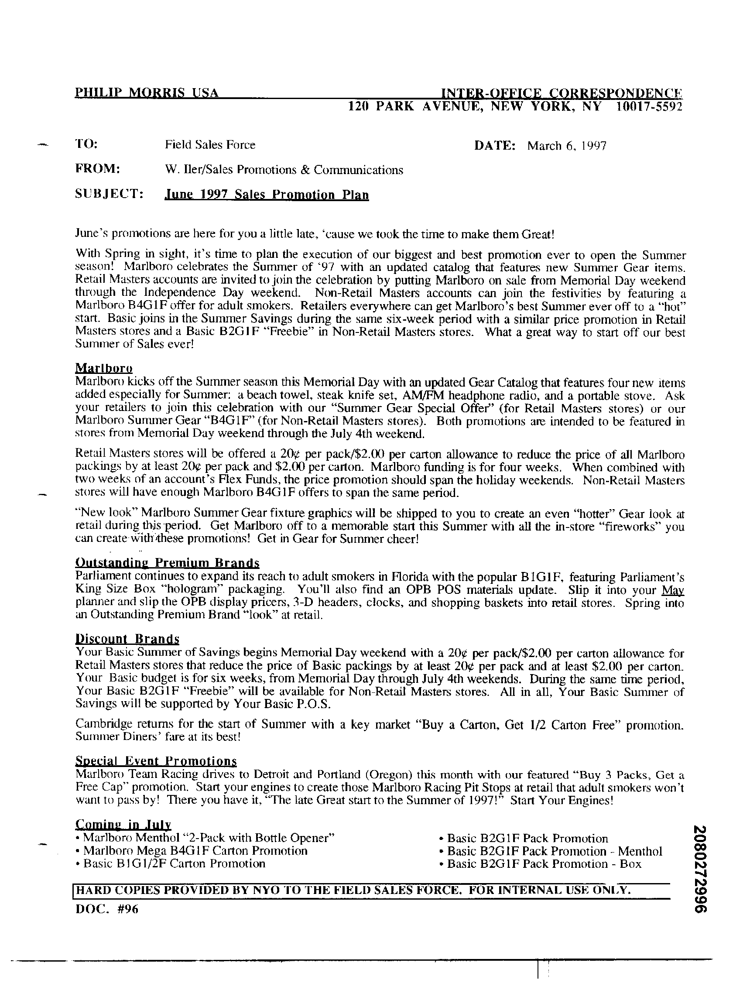 PHILIP MORRIS USA INTER-OFFICE CORRESPONDENCE
120 PARK AVENUE, NEW YORK, NY 10017-5592
TO: Field Sales Force DATE: March 6, 1997
FROM: W. Iler/Sales Promotions & Communications
SUBJECT: June 1997 Sales Promotion Plan
June's promotions are here for you a little late, 'cause we took the time to make them Great!
With Spring in sight, it's time to plan the execution of our biggest and best promotion ever to open the Summer
season! Marlboro celebrates the Summer of '97 with an updated catalog that features new Summer Gear items.
Retail Masters accounts are invited to join the celebration by putting Marlboro on sale from Memorial Day weekend
through the Independence Day weekend. Non-Retail Masters accounts can join the festivities by featuring a
Marlboro B4G1F offer for adult smokers. Retailers everywhere can get Marlboro's best Summer ever off to a "hot"
start. Basic joins in the Summer Savings during the same six-week period with a similar price promotion in Retail
Masters stores and a Basic B2G1F "Freebie" in Non-Retail Masters stores. What a great way to start off our best
Summer of Sales ever!
Marlboro
Marlboro kicks off the Summer season this Memorial Day with an updated Gear Catalog that features four new items
added especially for Summer: a beach towel, steak knife set, AM/FM headphone radio, and a portable stove. Ask
your retailers to join this celebration with our "Summer Gear Special Offer" (for Retail Masters stores) or our
Marlboro Summer Gear "B4G1F" (for Non-Retail Masters stores). Both promotions are intended to be featured in
stores from Memorial Day weekend through the July 4th weekend.
Retail Masters stores will be offered a 20¢ per pack/$2.00 per carton allowance to reduce the price of all Marlboro
packings by at least 20¢ per pack and $2.00 per carton. Marlboro funding is for four weeks. When combined with
two weeks of an account's Flex Funds, the price promotion should span the holiday weekends. Non-Retail Masters
stores will have enough Marlboro B4G1F offers to span the same period.
"New look" Marlboro Summer Gear fixture graphics will be shipped to you to create an even "hotter" Gear look at
retail during this period. Get Marlboro off to a memorable start this Summer with all the in-store "fireworks" you
can create with these promotions! Get in Gear for Summer cheer!
Outstanding Premium Brands
Parliament continues to expand its reach to adult smokers in Florida with the popular B1G1F, featuring Parliament's
King Size Box "hologram" packaging. You'll also find an OPB POS materials update. Slip it into your May
planner and slip the OPB display pricers, 3-D headers, clocks, and shopping baskets into retail stores. Spring into
an Outstanding Premium Brand "look" at retail.
Discount Brands
Your Basic Summer of Savings begins Memorial Day weekend with a 20¢ per pack/$2.00 per carton allowance for
Retail Masters stores that reduce the price of Basic packings by at least 20¢ per pack and at least $2.00 per carton.
Your Basic budget is for six weeks, from Memorial Day through July 4th weekends. During the same time period,
Your Basic B2G1F "Freebie" will be available for Non-Retail Masters stores. All in all, Your Basic Summer of
Savings will be supported by Your Basic P.O.S.
Cambridge returns for the start of Summer with a key market "Buy a Carton, Get 1/2 Carton Free" promotion.
Summer Diners' fare at its best!
Special Event Promotions
Marlboro Team Racing drives to Detroit and Portland (Oregon) this month with our featured "Buy 3 Packs, Get a
Free Cap" promotion. Start your engines to create those Marlboro Racing Pit Stops at retail that adult smokers won't
want to pass by! There you have it, "The late Great start to the Summer of 1997!" Start Your Engines!
Coming in July
• Marlboro Menthol "2-Pack with Bottle Opener" • Basic B2G1F Pack Promotion
• Marlboro Mega B4G1F Carton Promotion • Basic B2G1F Pack Promotion - Menthol
• Basic B1G1/2F Carton Promotion • Basic B2G1F Pack Promotion - Box
HARD COPIES PROVIDED BY NYO TO THE FIELD SALES FORCE. FOR INTERNAL USE ONLY.
DOC. #96
2080272996